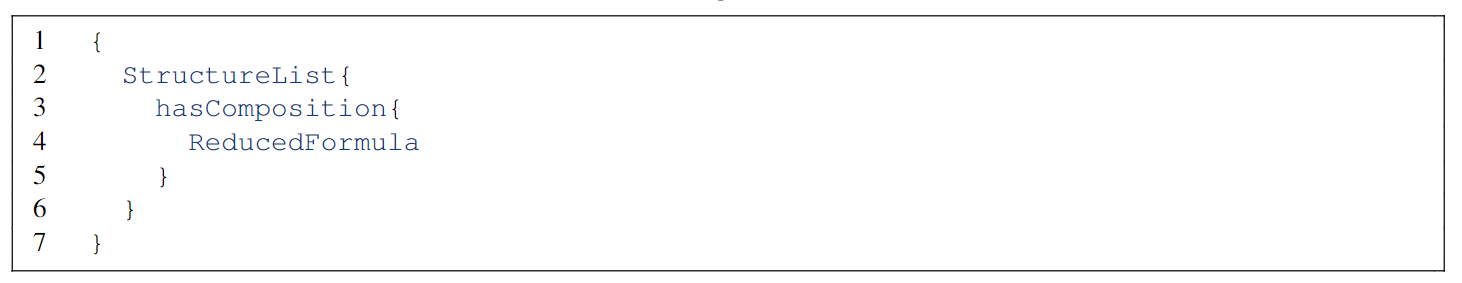 1 {
2 StructureList{
3 hasComposition{
4 ReducedFormula
5 }
6 }
7 }